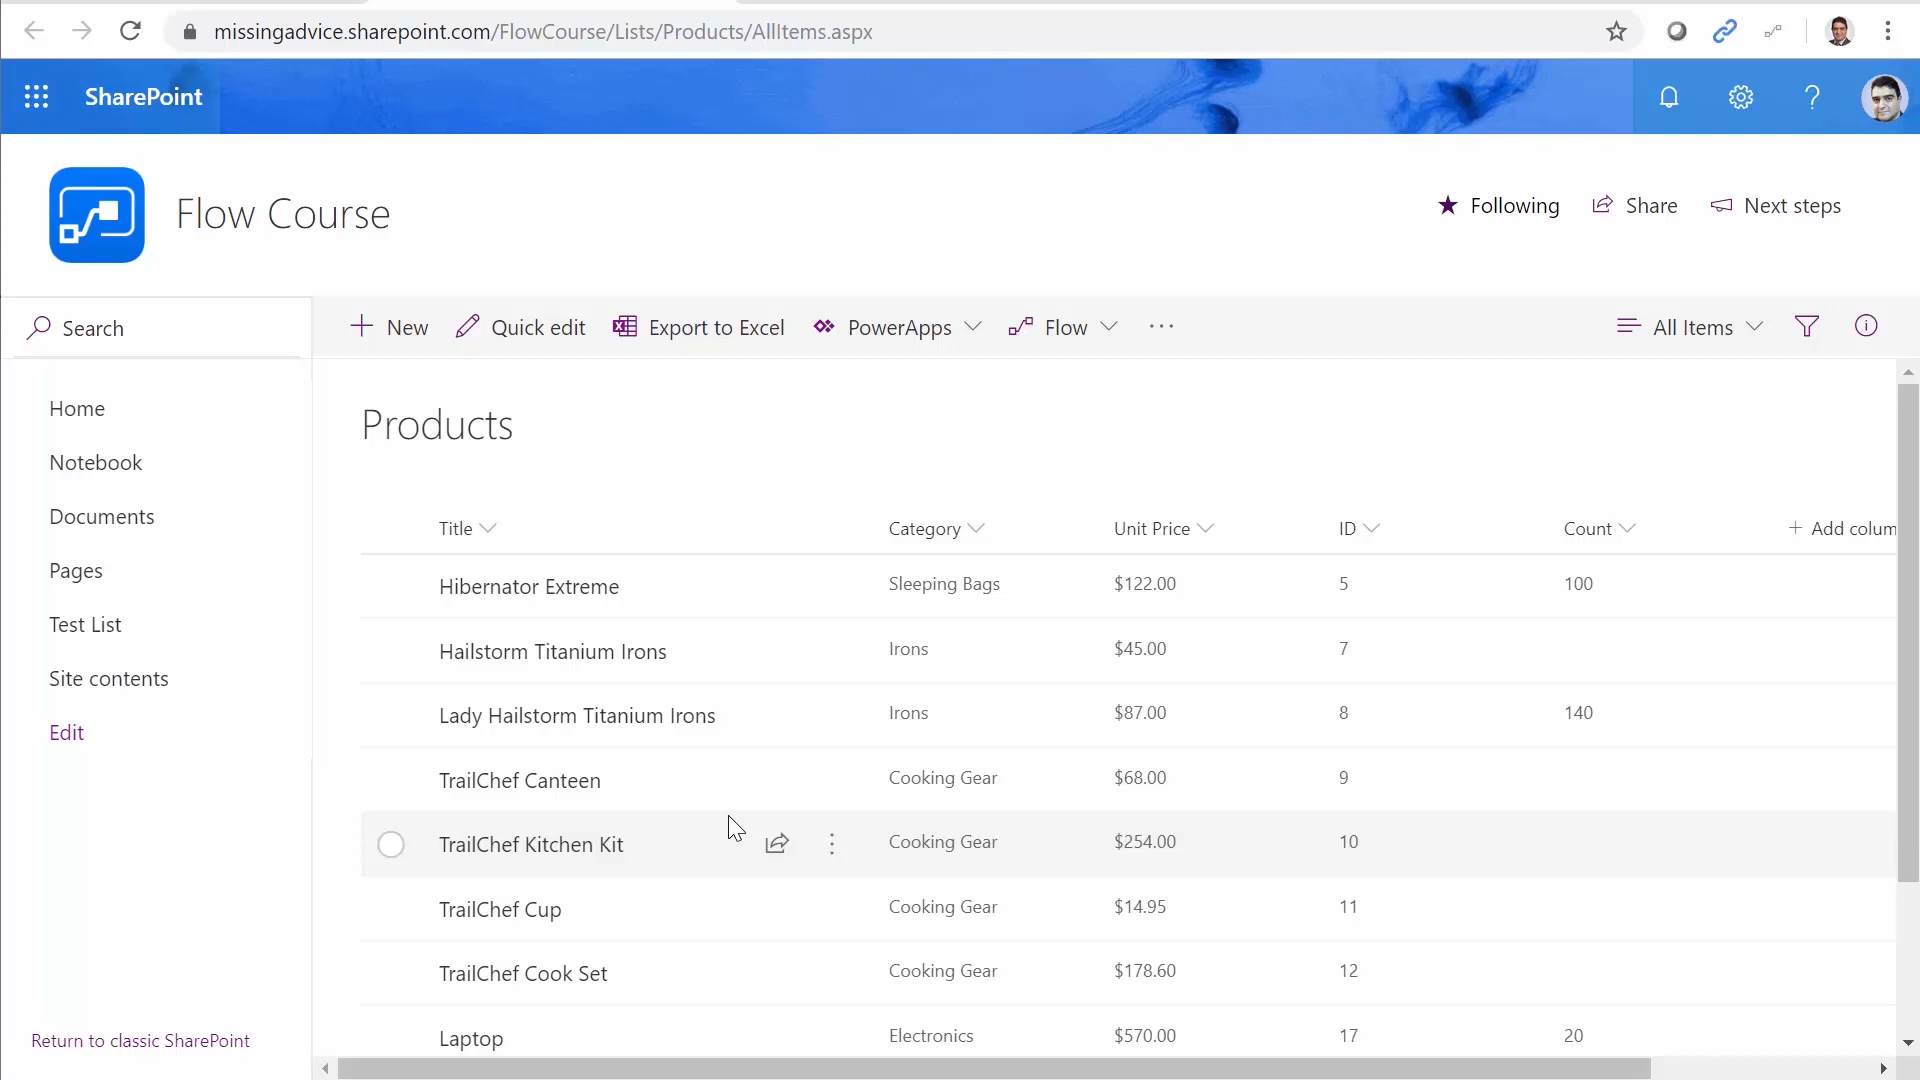 missingadvice.sharepoint.com/FlowCourse/Lists/Products/AllItems.aspx
SharePoint
Flow Course
Following Share Next steps
Search
New Quick edit Export to Excel PowerApps Flow ··· All Items
Home
Notebook
Documents
Pages
Test List
Site contents
Edit
Return to classic SharePoint
Products
Title Category Unit Price ID Count + Add colum
Hibernator Extreme Sleeping Bags $122.00 5 100
Hailstorm Titanium Irons Irons $45.00 7
Lady Hailstorm Titanium Irons Irons $87.00 8 140
TrailChef Canteen Cooking Gear $68.00 9
TrailChef Kitchen Kit Cooking Gear $254.00 10
TrailChef Cup Cooking Gear $14.95 11
TrailChef Cook Set Cooking Gear $178.60 12
Laptop Electronics $570.00 17 20